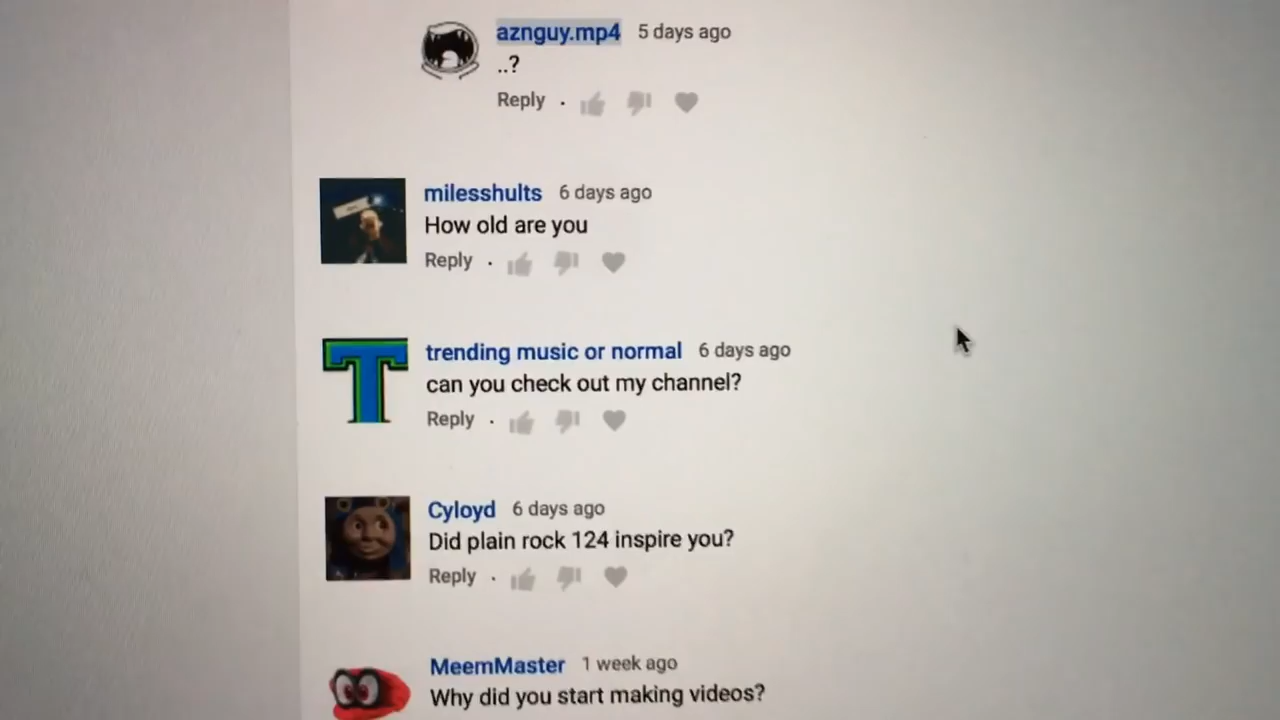 aznguy.mp4 5 days ago
..?
Reply ·
milesshults 6 days ago
How old are you
Reply ·
trending music or normal 6 days ago
can you check out my channel?
Reply ·
T
Cyloyd 6 days ago
Did plain rock 124 inspire you?
Reply ·
MeemMaster 1 week ago
Why did you start making videos?